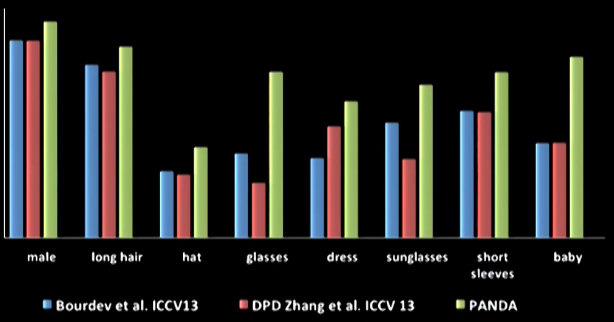 male long hair hat glasses dress sunglasses short sleeves baby
Bourdev et al. ICCV13 DPD Zhang et al. ICCV 13 PANDA